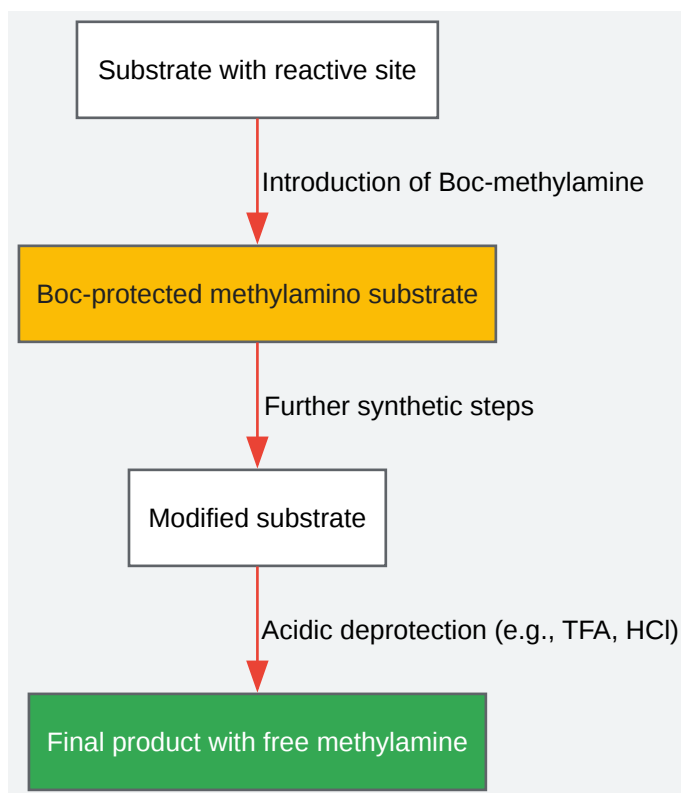 Substrate with reactive site
Introduction of Boc-methylamine
Boc-protected methylamino substrate
Further synthetic steps
Modified substrate
Acidic deprotection (e.g., TFA, HCl)
Final product with free methylamine